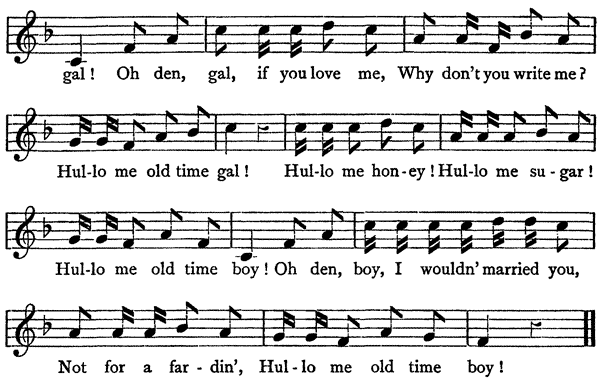 gal! Oh den, gal, if you love me, Why don't you write me?
Hul-lo me old time gal! Hul-lo me hon-ey! Hul-lo me su-gar!
Hul-lo me old time boy! Oh den, boy, I wouldn' married you,
Not for a far-din', Hul-lo me old time boy!